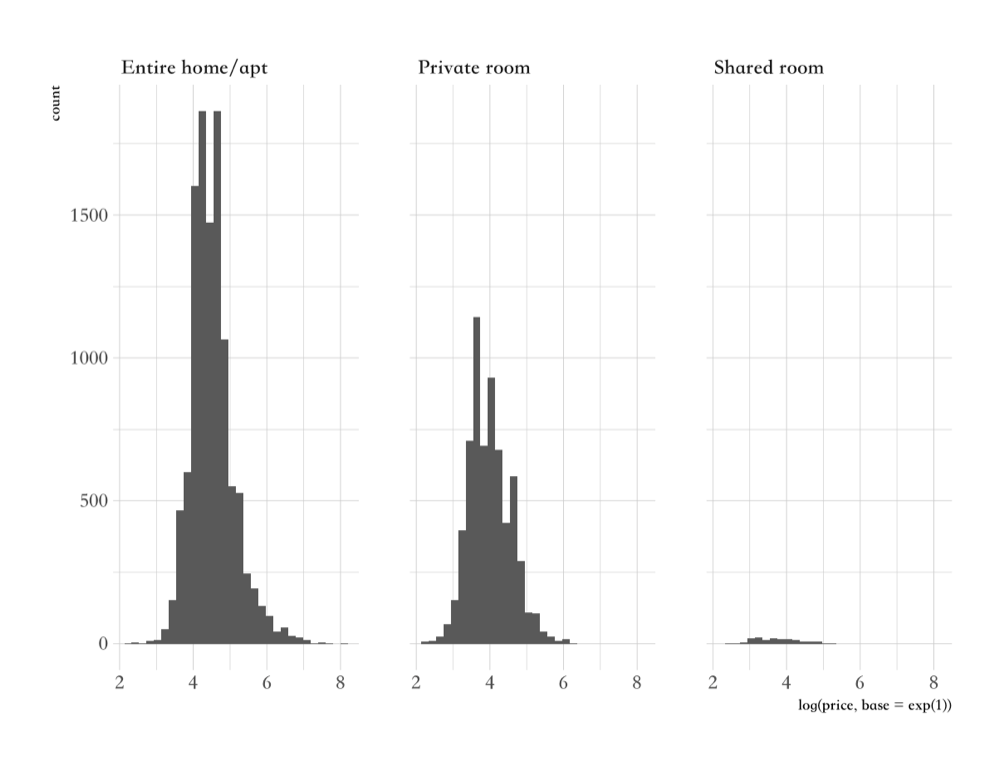 Entire home/apt Private room Shared room
count
1500
1000
500
0
2 4 6 8 2 4 6 8 2 4 6 8
log(price, base = exp(1))